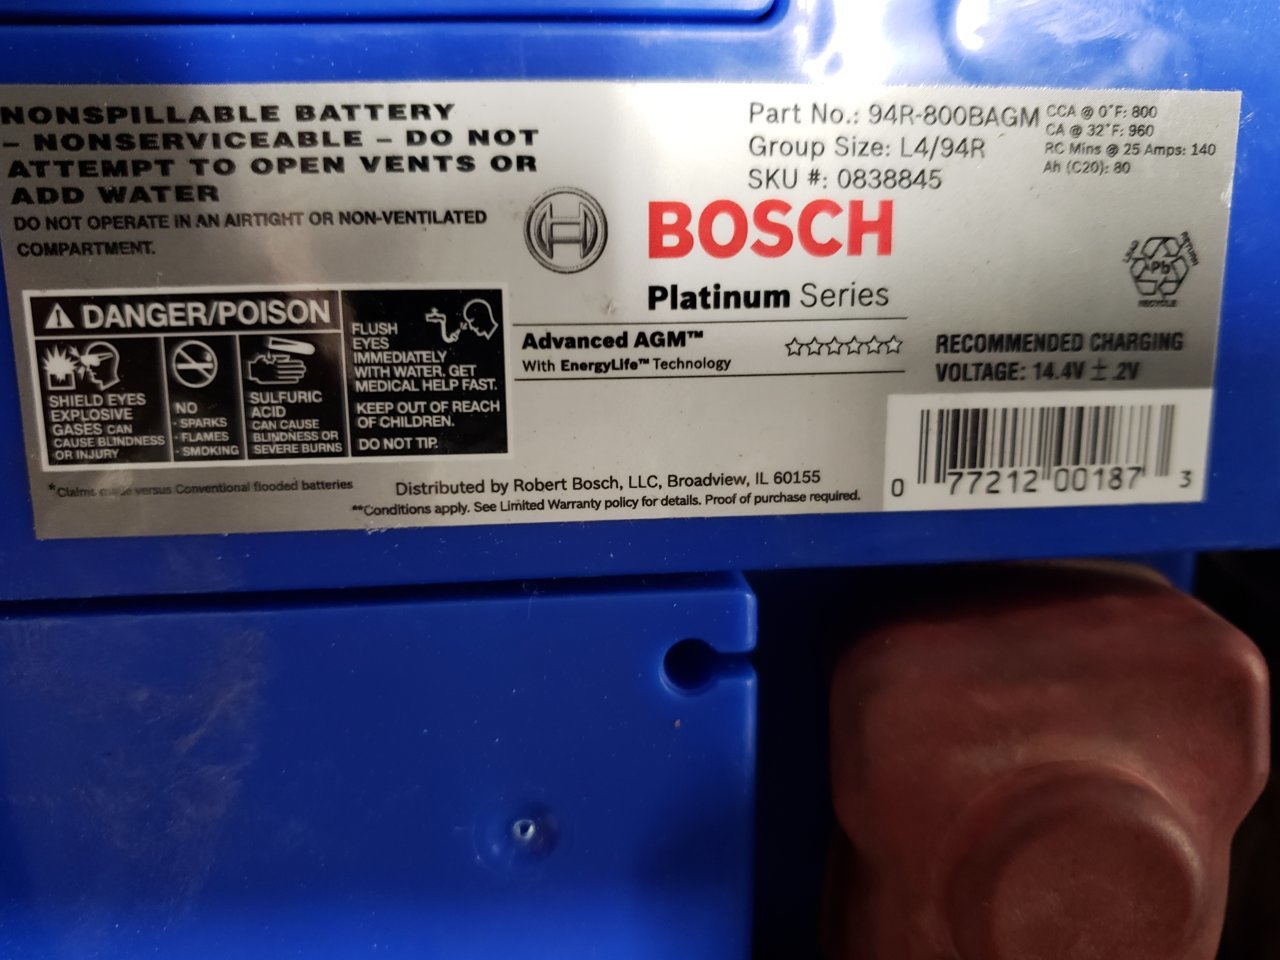 NONSPILLABLE BATTERY
– NONSERVICEABLE – DO NOT
ATTEMPT TO OPEN VENTS OR
ADD WATER
DO NOT OPERATE IN AN AIRTIGHT OR NON-VENTILATED
COMPARTMENT.
Part No.: 94R-800BAGM
Group Size: L4/94R
SKU #: 0838845
CCA @ 0°F: 800
CA @ 32°F: 960
RC Mins @ 25 Amps: 140
Ah (C20): 80
BOSCH
Platinum Series
Advanced AGM™
With EnergyLife™ Technology
LEAD
RETURN
Pb
RECYCLE
RECOMMENDED CHARGING
VOLTAGE: 14.4V ± .2V
DANGER/POISON
SHIELD EYES
EXPLOSIVE
GASES CAN
CAUSE BLINDNESS
OR INJURY
NO
· SPARKS
· FLAMES
· SMOKING
SULFURIC
ACID
CAN CAUSE
BLINDNESS OR
SEVERE BURNS
FLUSH
EYES
IMMEDIATELY
WITH WATER. GET
MEDICAL HELP FAST.
KEEP OUT OF REACH
OF CHILDREN.
DO NOT TIP.
*Claims made versus Conventional flooded batteries
Distributed by Robert Bosch, LLC, Broadview, IL 60155
**Conditions apply. See Limited Warranty policy for details. Proof of purchase required.
0 77212 00187 3